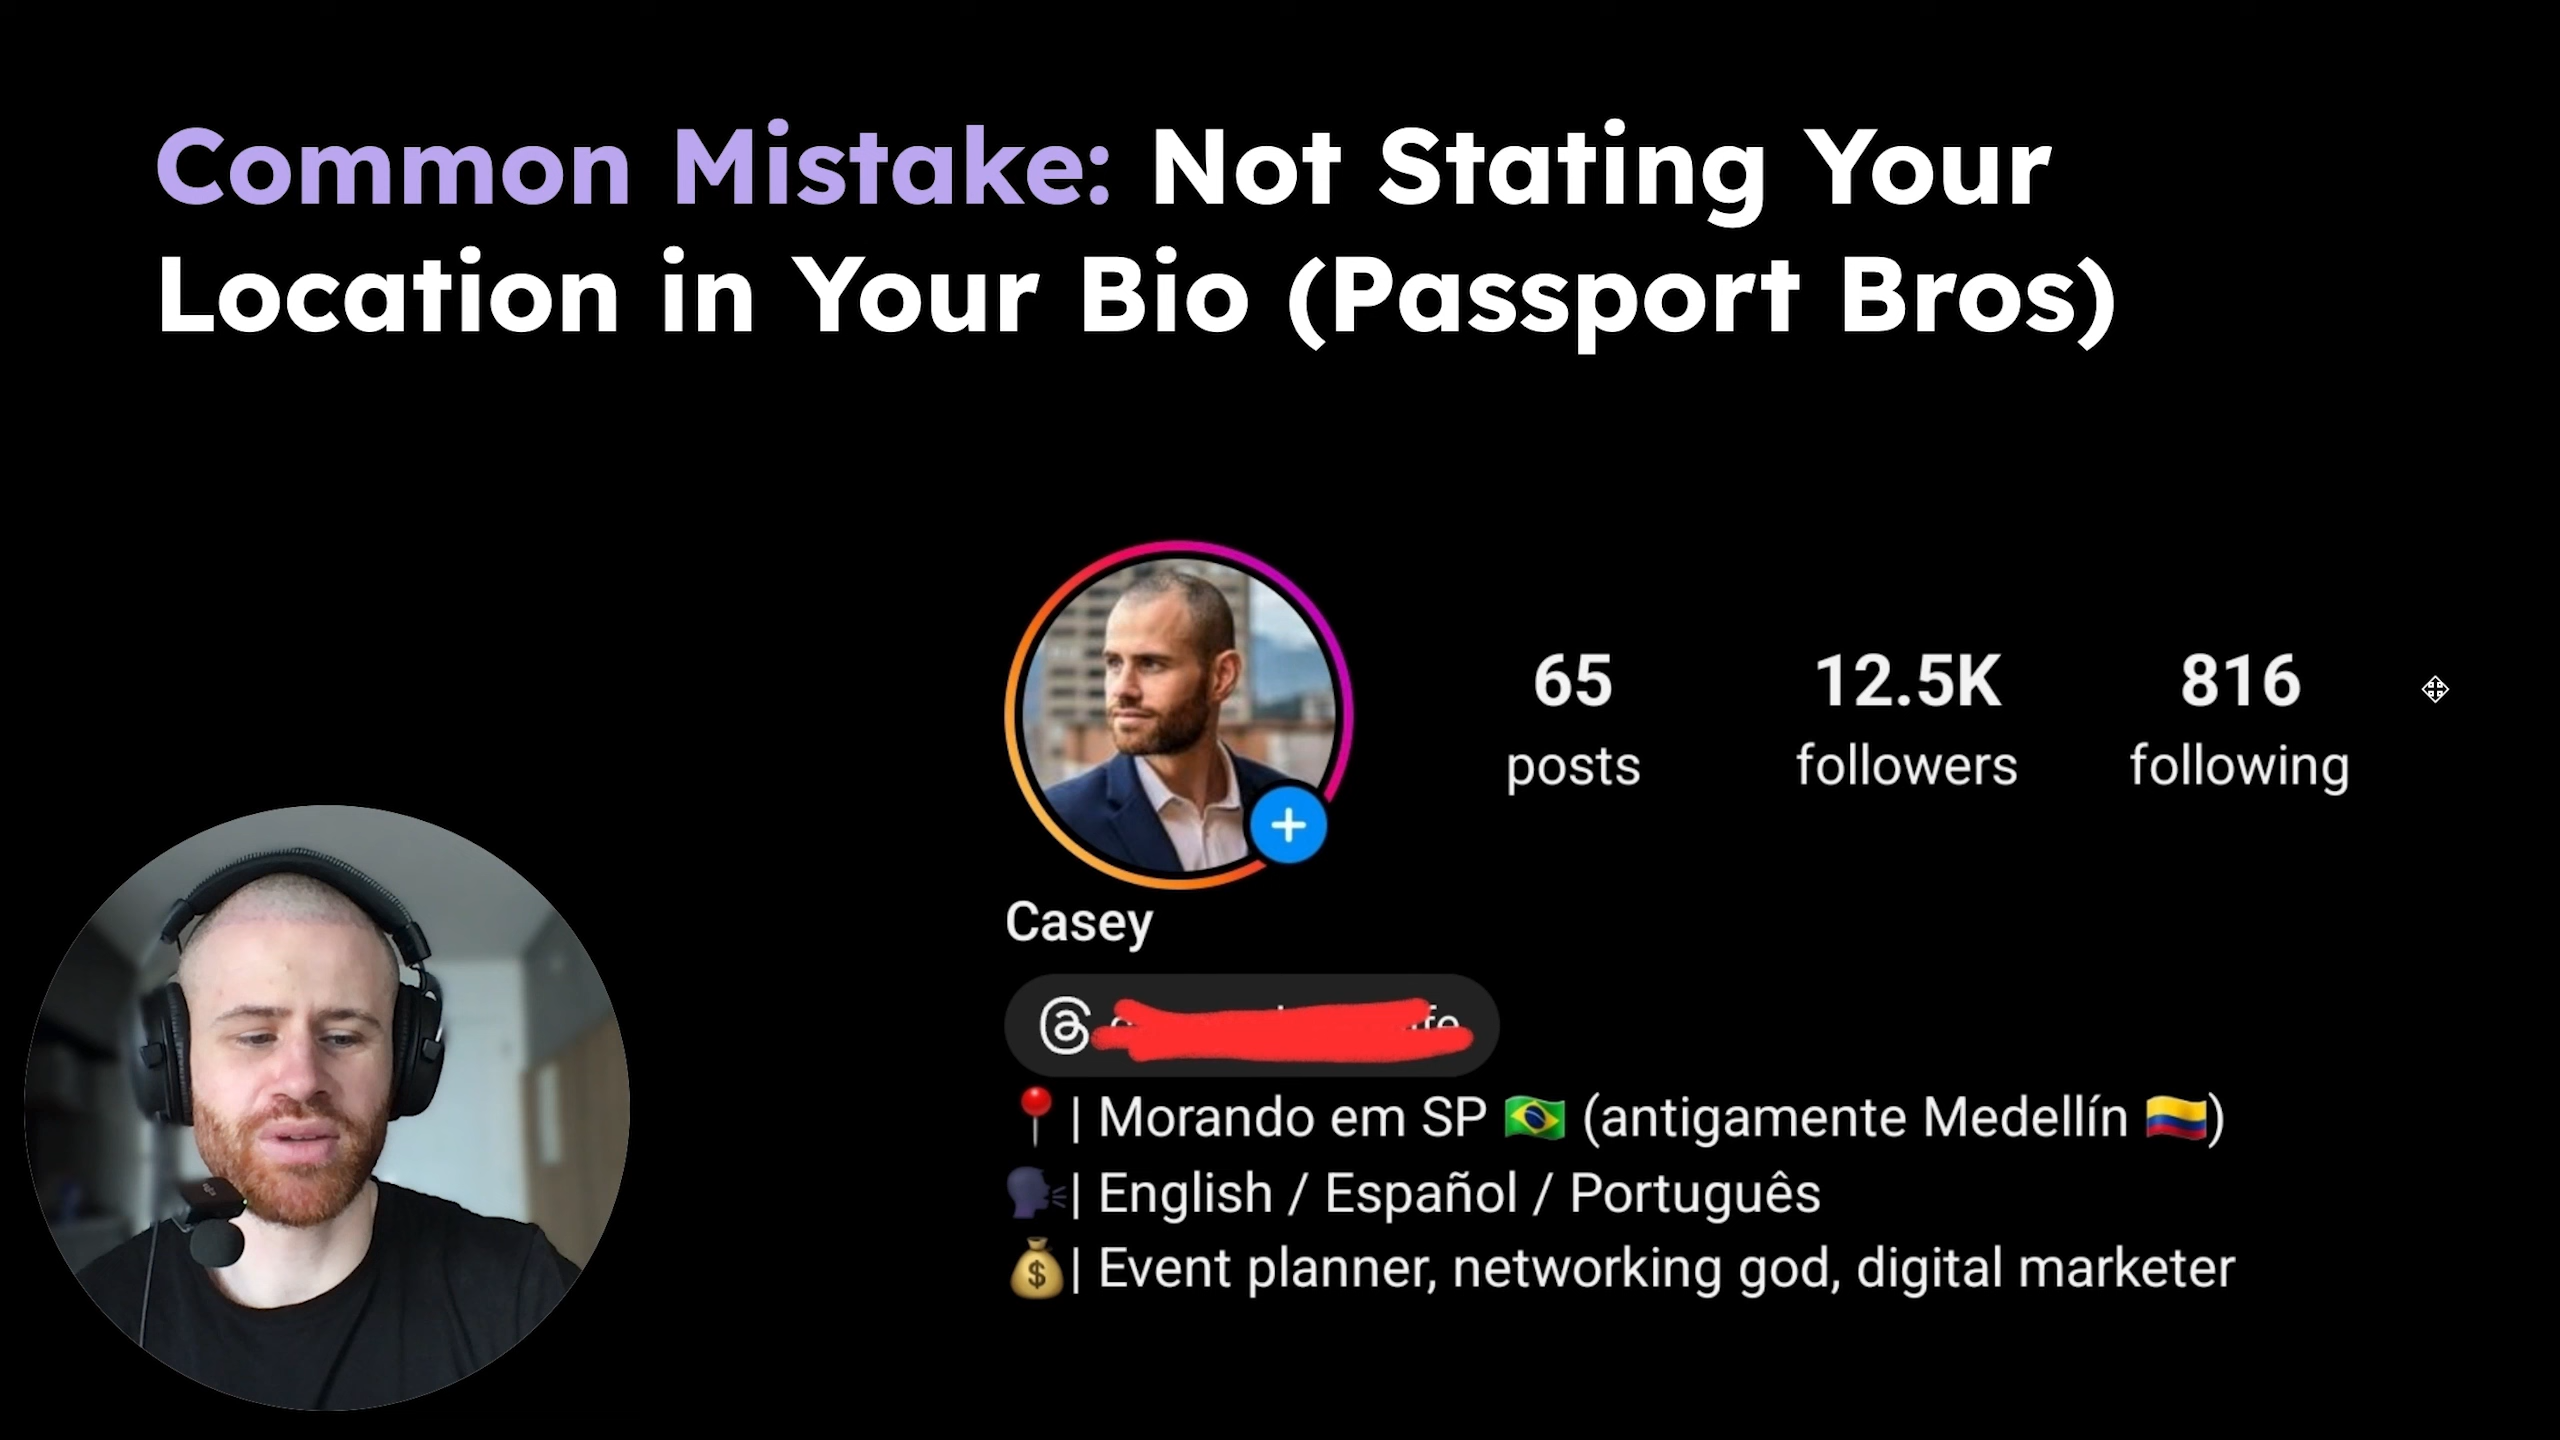 Common Mistake: Not Stating Your
Location in Your Bio (Passport Bros)
65
posts
12.5K
followers
816
following
Casey
📍| Morando em SP 🇧🇷 (antigamente Medellín 🇨🇴)
🗣️| English / Español / Português
💰| Event planner, networking god, digital marketer